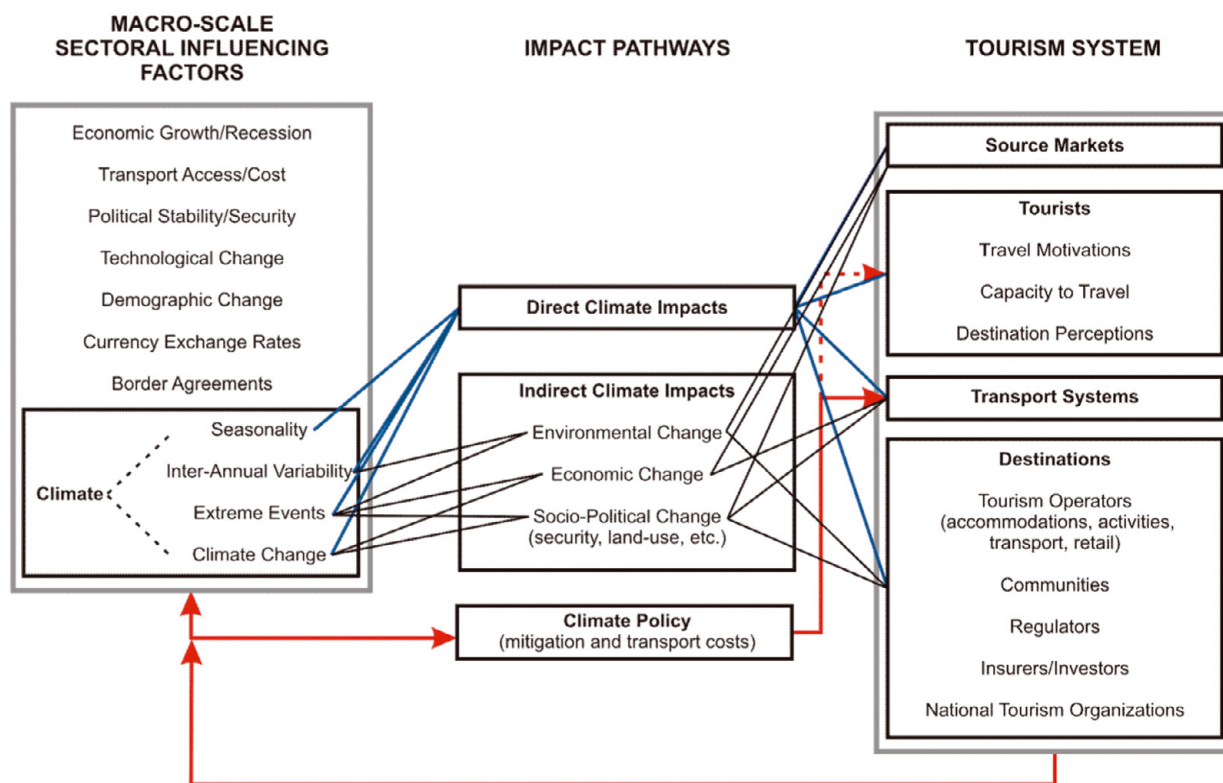 MACRO-SCALE
SECTORAL INFLUENCING
FACTORS
IMPACT PATHWAYS
TOURISM SYSTEM
Economic Growth/Recession
Transport Access/Cost
Political Stability/Security
Technological Change
Demographic Change
Currency Exchange Rates
Border Agreements
Climate
Seasonality
Inter-Annual Variability
Extreme Events
Climate Change
Direct Climate Impacts
Indirect Climate Impacts
Environmental Change
Economic Change
Socio-Political Change
(security, land-use, etc.)
Climate Policy
(mitigation and transport costs)
Source Markets
Tourists
Travel Motivations
Capacity to Travel
Destination Perceptions
Transport Systems
Destinations
Tourism Operators
(accommodations, activities,
transport, retail)
Communities
Regulators
Insurers/Investors
National Tourism Organizations